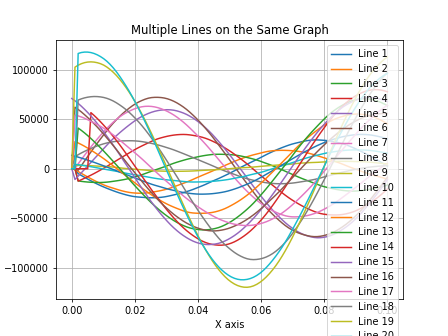 Multiple Lines on the Same Graph
100000
50000
0
−50000
−100000
0.00
0.02
0.04
0.06
X axis
Line 1
Line 2
Line 3
Line 4
Line 5
Line 6
Line 7
Line 8
Line 9
Line 10
Line 11
Line 12
Line 13
Line 14
Line 15
Line 16
Line 17
Line 18
Line 19
Line 20